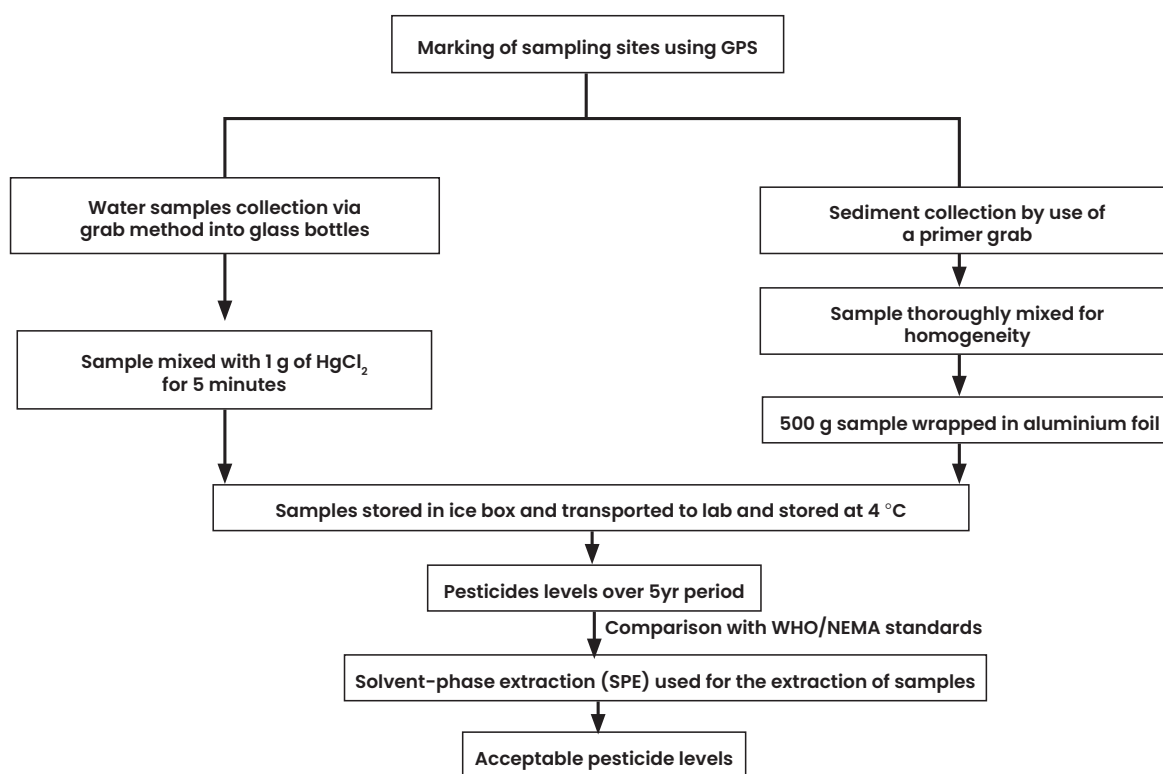 Marking of sampling sites using GPS
Water samples collection via
grab method into glass bottles
Sample mixed with 1 g of HgCl₂
for 5 minutes
Sediment collection by use of
a primer grab
Sample thoroughly mixed for
homogeneity
500 g sample wrapped in aluminium foil
Samples stored in ice box and transported to lab and stored at 4 °C
Pesticides levels over 5yr period
Comparison with WHO/NEMA standards
Solvent-phase extraction (SPE) used for the extraction of samples
Acceptable pesticide levels